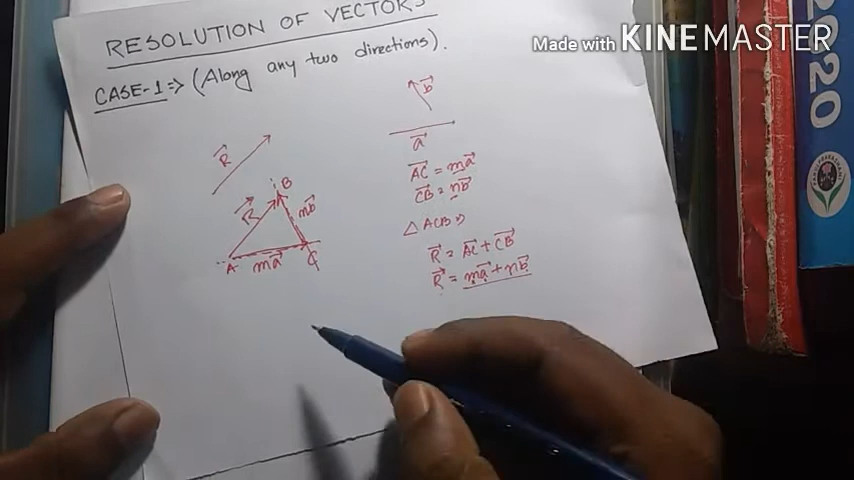 RESOLUTION OF VECTORS
Made with KINEMASTER
CASE-1 :⇒ (Along any two directions).
2020
b⃗
a⃗
R⃗
AC⃗ = ma⃗
CB⃗ = nb⃗
△ ACB ⇒
R⃗ = AC⃗ + CB⃗
R⃗ = ma⃗ + nb⃗
B
R⃗
nb⃗
A
ma⃗
C